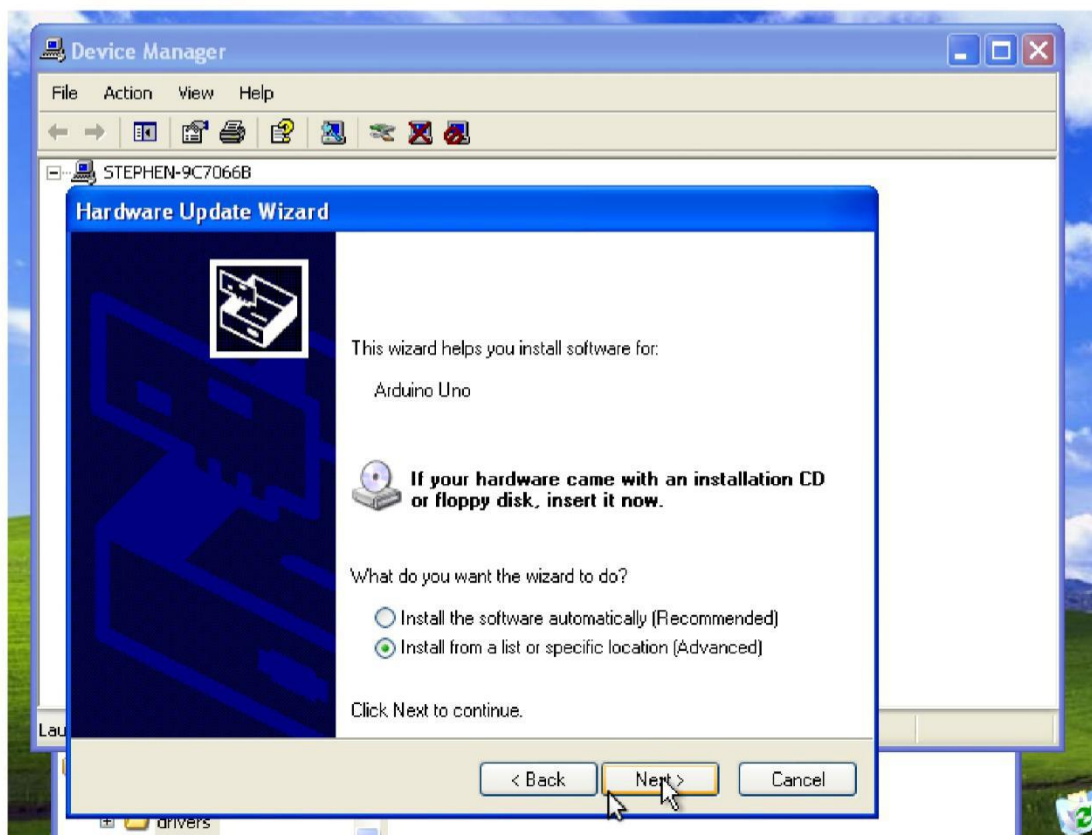 Device Manager
File Action View Help
STEPHEN-9C7066B
Hardware Update Wizard
This wizard helps you install software for:
Arduino Uno
If your hardware came with an installation CD
or floppy disk, insert it now.
What do you want the wizard to do?
Install the software automatically (Recommended)
Install from a list or specific location (Advanced)
Click Next to continue.
Lau
< Back Next > Cancel
drivers